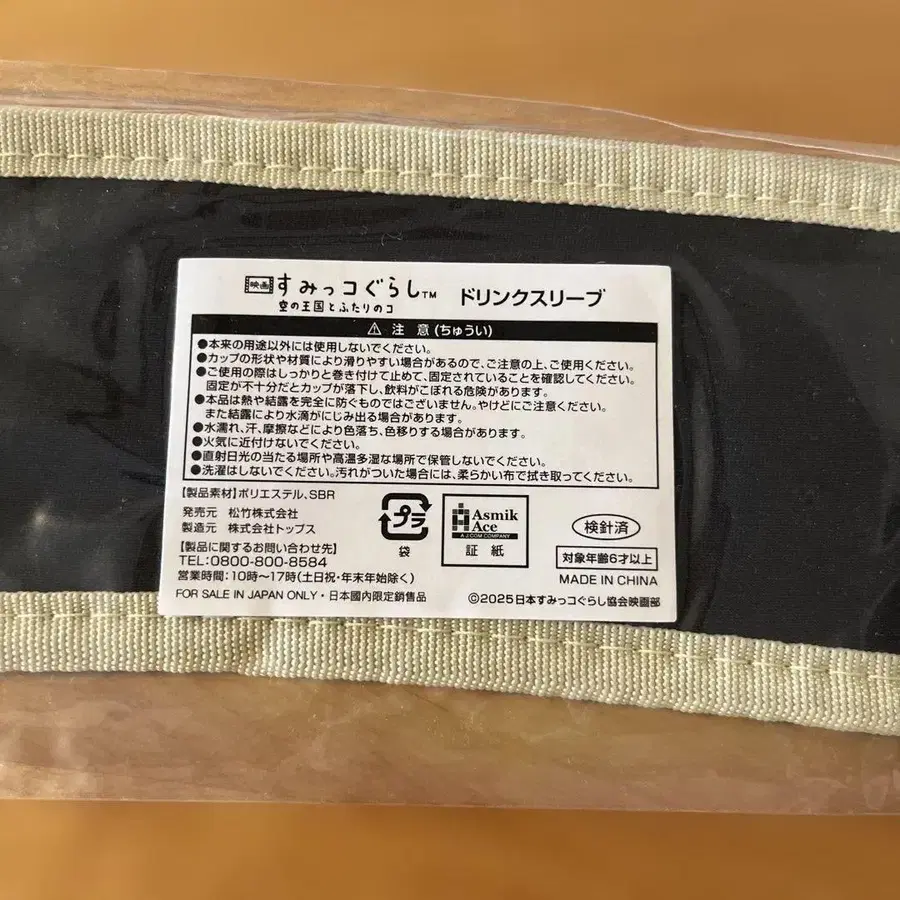 映画 すみっコぐらし™ ドリンクスリーブ
空の王国とふたりのコ
⚠ 注 意 (ちゅうい)
●本来の用途以外には使用しないでください。
●カップの形状や材質により滑りやすい場合があるので、ご注意の上、ご使用ください。
●ご使用の際はしっかりと巻き付けて止めて、固定されていることを確認してください。
固定が不十分だとカップが落下し、飲料がこぼれる危険があります。
●本品は熱や結露を完全に防ぐものではございません。やけどにご注意ください。
また結露により水滴がにじみ出る場合があります。
●水濡れ、汗、摩擦などにより色落ち、色移りする場合があります。
●火気に近付けないでください。
●直射日光の当たる場所や高温多湿な場所で保管しないでください。
●洗濯はしないでください。汚れがついた場合には、柔らかい布で拭き取ってください。
【製品素材】ポリエステル、SBR
発売元 松竹株式会社
製造元 株式会社トップス
【製品に関するお問い合わせ先】
TEL:0800-800-8584
営業時間:10時〜17時(土日祝・年末年始除く)
FOR SALE IN JAPAN ONLY・日本國内限定銷售品
プラ
袋
Asmik
Ace
A J:COM COMPANY
証 紙
検針済
対象年齢6才以上
MADE IN CHINA
©2025日本すみっコぐらし協会映画部